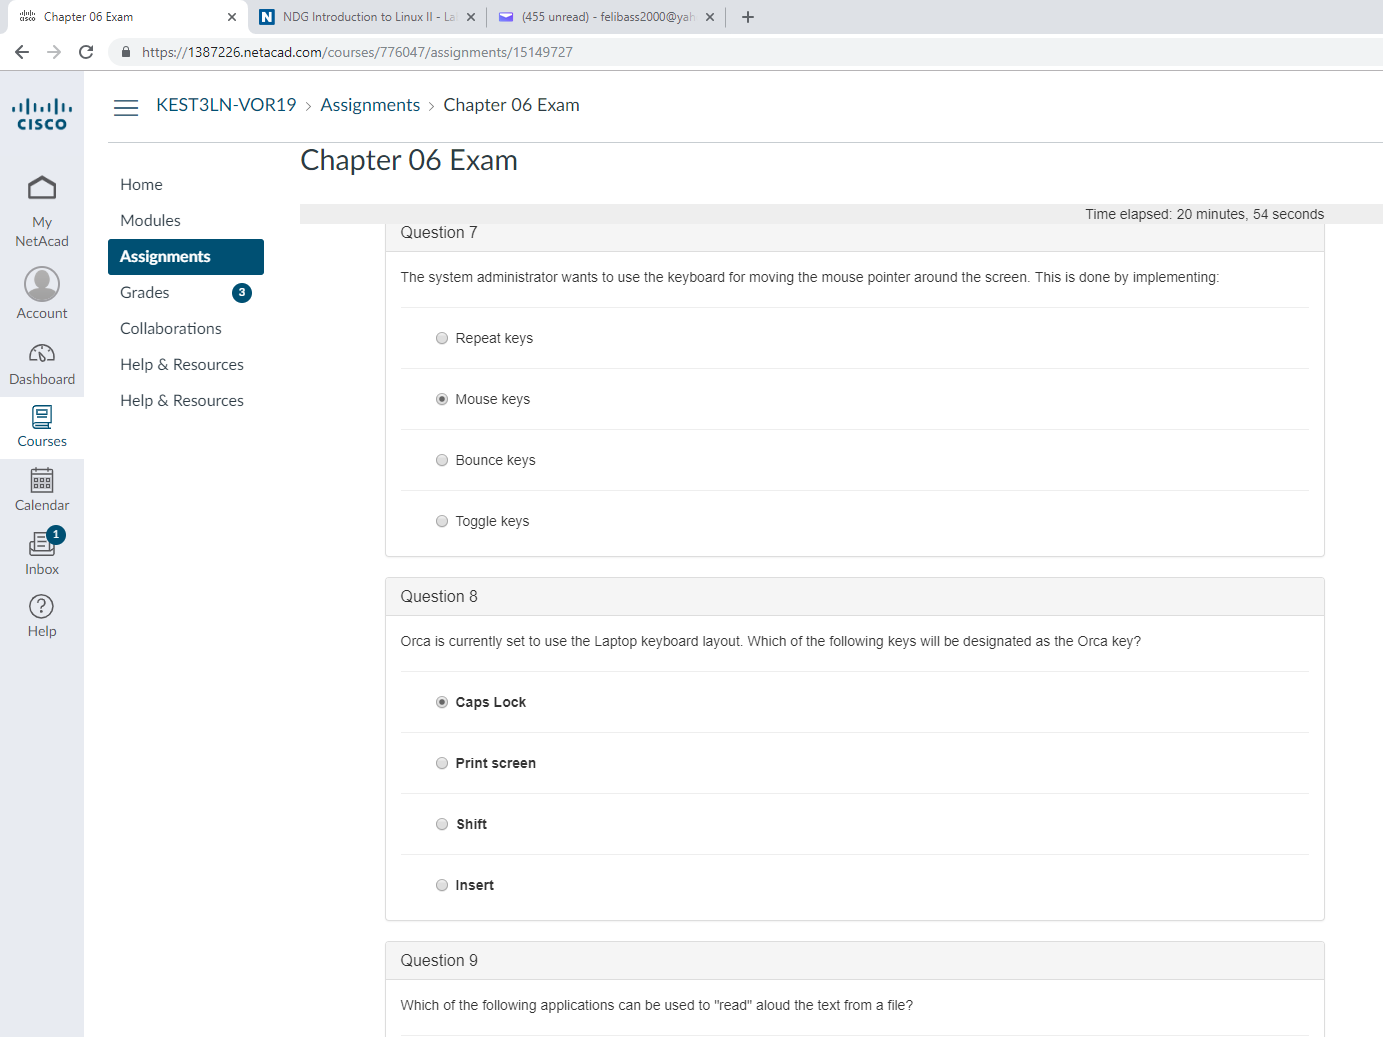 Chapter 06 Exam
NDG Introduction to Linux II - La
(455 unread) - felibass2000@yah
https://1387226.netacad.com/courses/776047/assignments/15149727
CISCO
My NetAcad
Account
Dashboard
Courses
Calendar
1
Inbox
?
Help
KEST3LN-VOR19 > Assignments > Chapter 06 Exam
Home
Modules
Assignments
Grades 3
Collaborations
Help & Resources
Help & Resources
Chapter 06 Exam
Time elapsed: 20 minutes, 54 seconds
Question 7
The system administrator wants to use the keyboard for moving the mouse pointer around the screen. This is done by implementing:
Repeat keys
Mouse keys
Bounce keys
Toggle keys
Question 8
Orca is currently set to use the Laptop keyboard layout. Which of the following keys will be designated as the Orca key?
Caps Lock
Print screen
Shift
Insert
Question 9
Which of the following applications can be used to "read" aloud the text from a file?